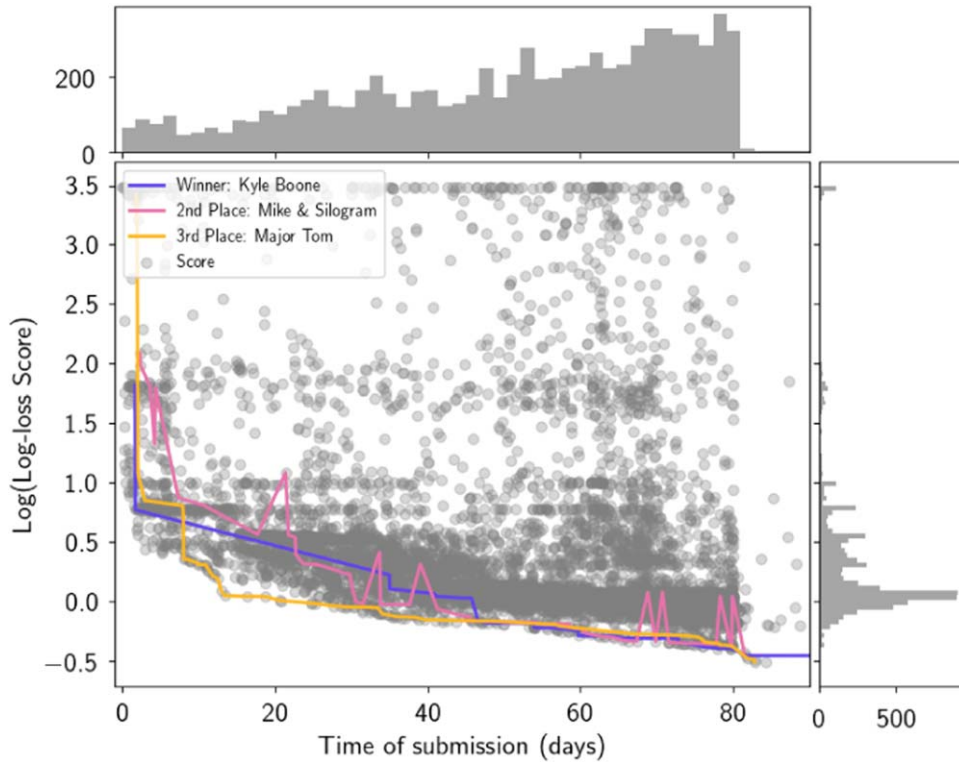 200
0
Winner: Kyle Boone
2nd Place: Mike & Silogram
3rd Place: Major Tom
Score
3.5
3.0
2.5
2.0
1.5
1.0
0.5
0.0
−0.5
Log(Log-loss Score)
0 20 40 60 80
0 500
Time of submission (days)